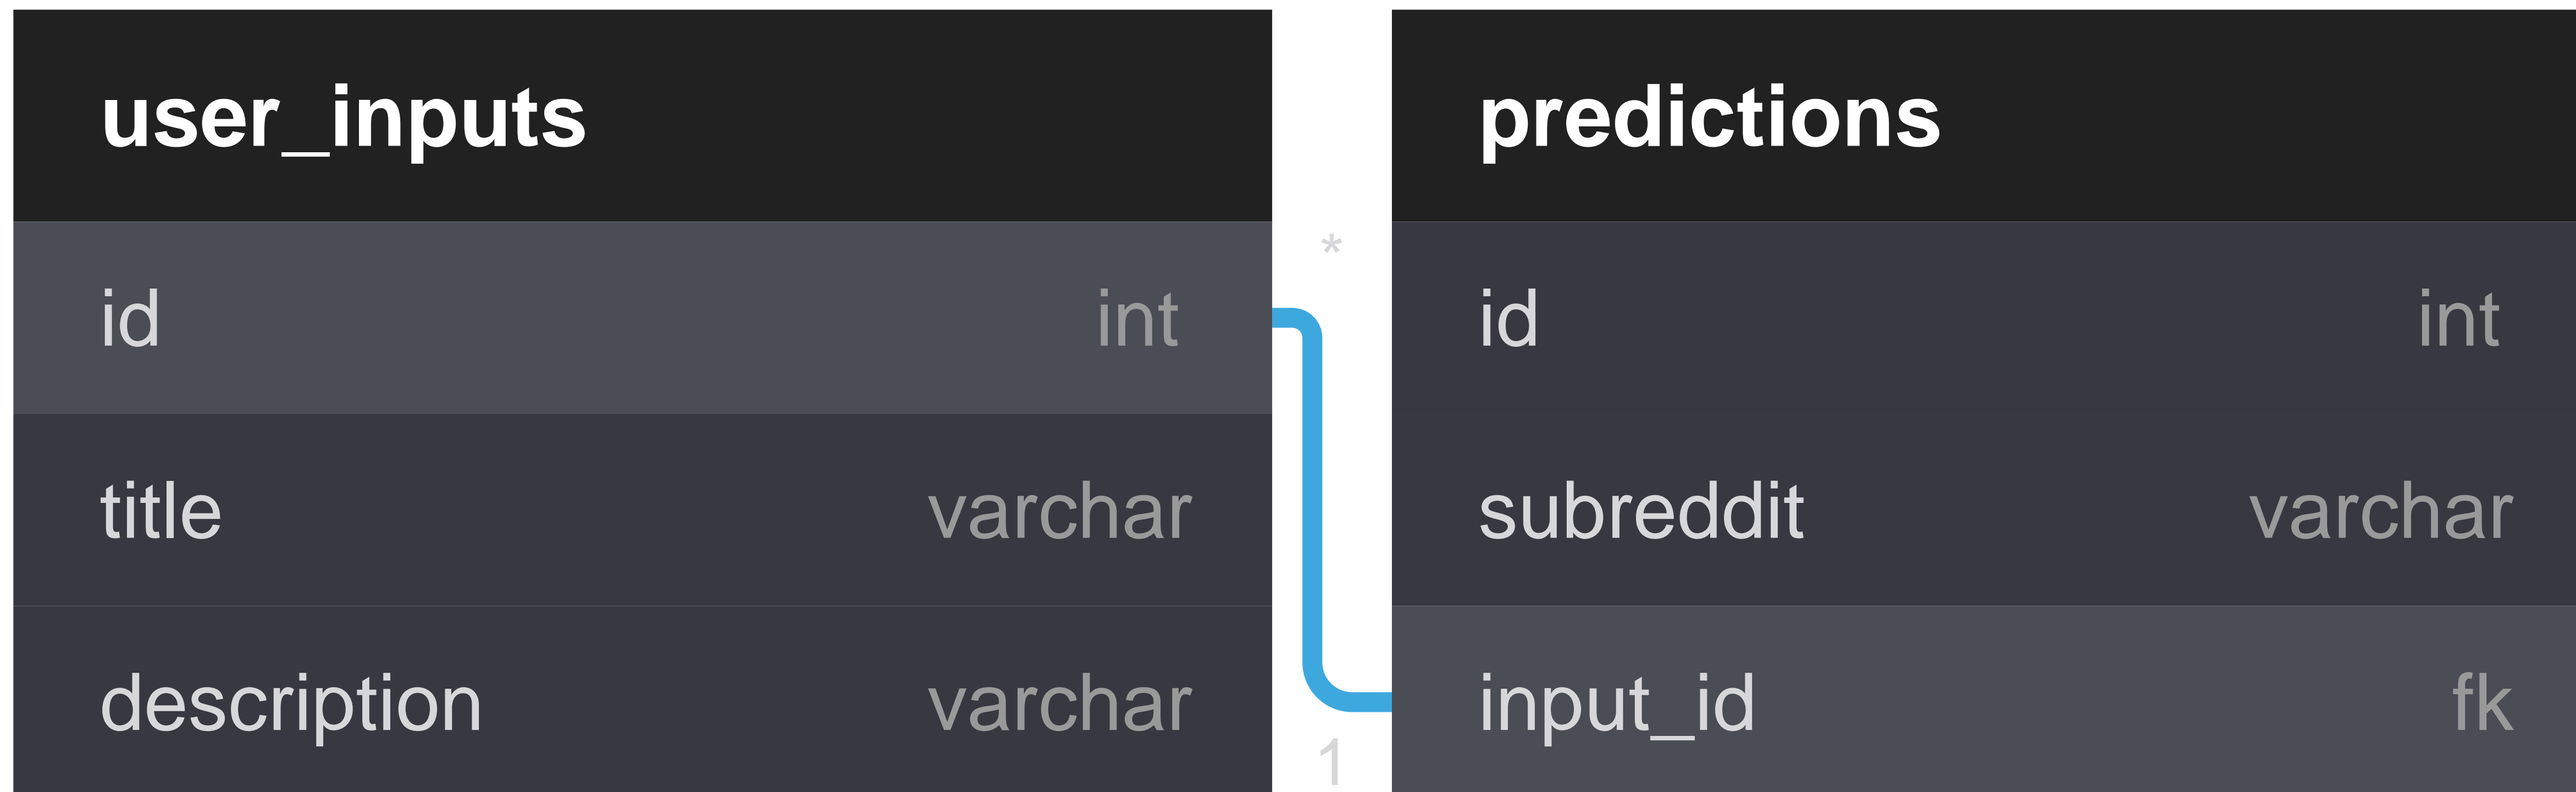 user_inputs
id int
title varchar
description varchar
*
1
predictions
id int
subreddit varchar
input_id fk